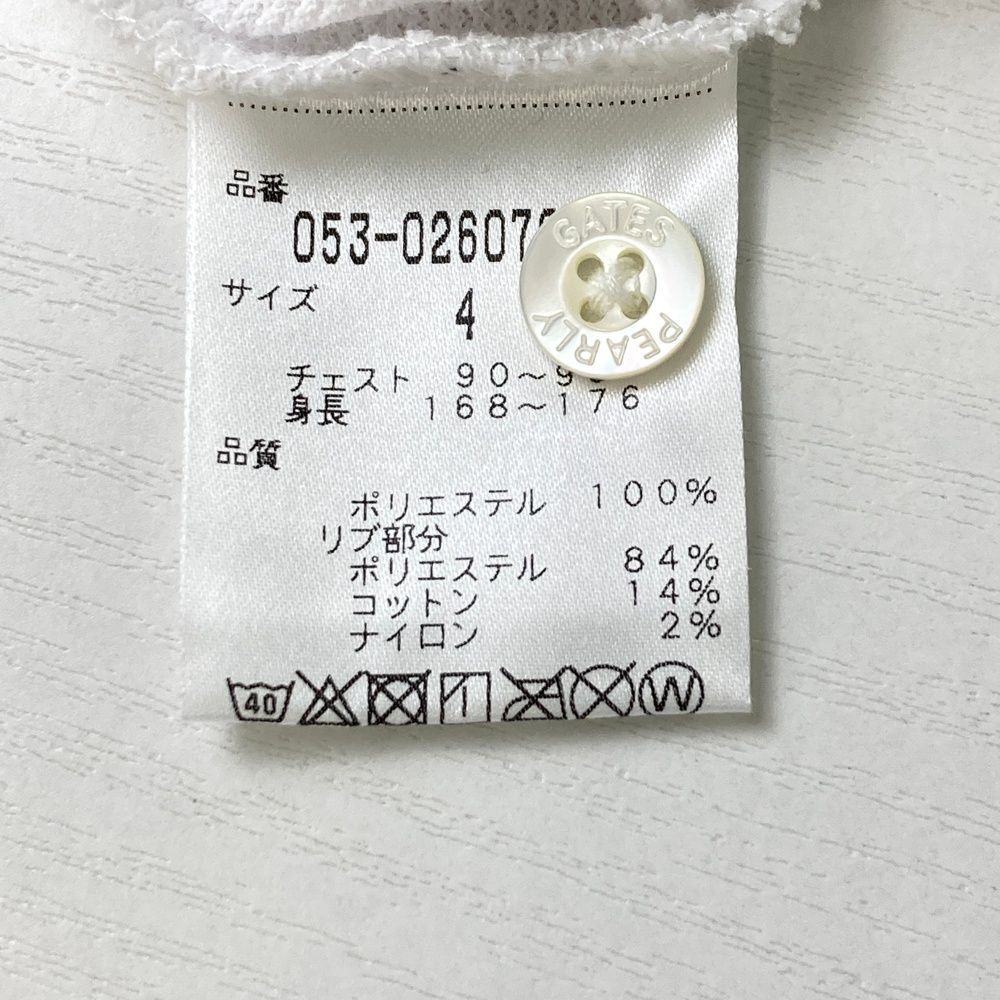 品番
053-02607
GATES
PEARLY
サイズ 4
チェスト 90～9
身長 168～176
品質
ポリエステル 100%
リブ部分
ポリエステル 84%
コットン 14%
ナイロン 2%
40 W